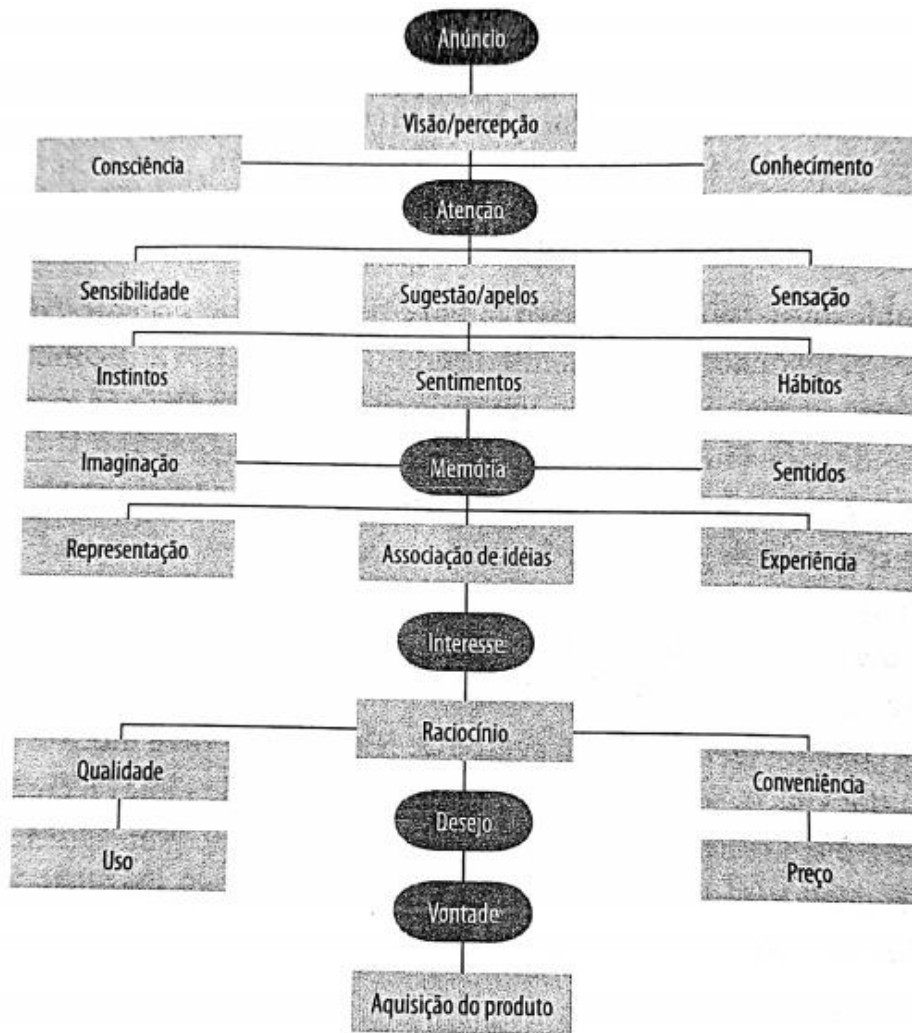 Anúncio
Visão/percepção
Consciência
Conhecimento
Atenção
Sensibilidade
Sugestão/apelos
Sensação
Instintos
Sentimentos
Hábitos
Imaginação
Memória
Sentidos
Representação
Associação de idéias
Experiência
Interesse
Raciocínio
Qualidade
Conveniência
Desejo
Uso
Preço
Vontade
Aquisição do produto